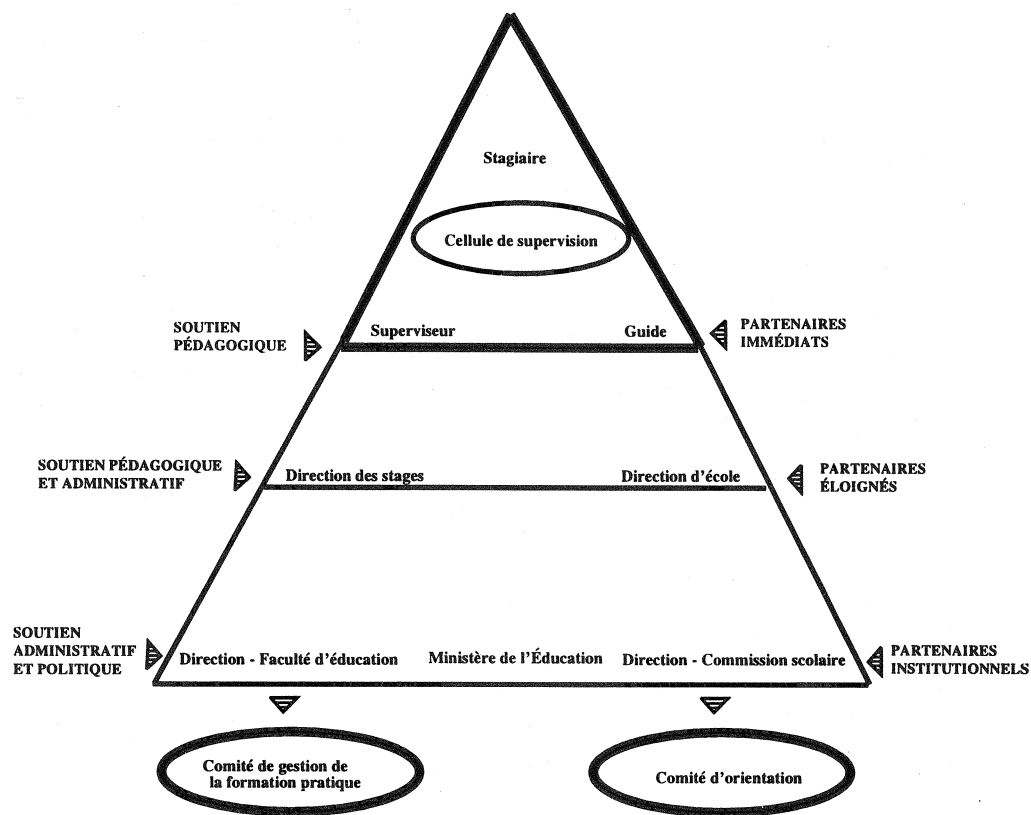 Stagiaire
Cellule de supervision
SOUTIEN
PÉDAGOGIQUE
Superviseur
Guide
PARTENAIRES
IMMÉDIATS
SOUTIEN PÉDAGOGIQUE
ET ADMINISTRATIF
Direction des stages
Direction d'école
PARTENAIRES
ÉLOIGNÉS
SOUTIEN
ADMINISTRATIF
ET POLITIQUE
Direction - Faculté d'éducation
Ministère de l'Éducation
Direction - Commission scolaire
PARTENAIRES
INSTITUTIONNELS
Comité de gestion de
la formation pratique
Comité d'orientation